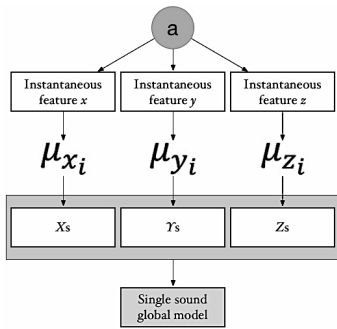 a
Instantaneous
feature x
Instantaneous
feature y
Instantaneous
feature z
μxi
μyi
μzi
Xs
Ys
Zs
Single sound
global model